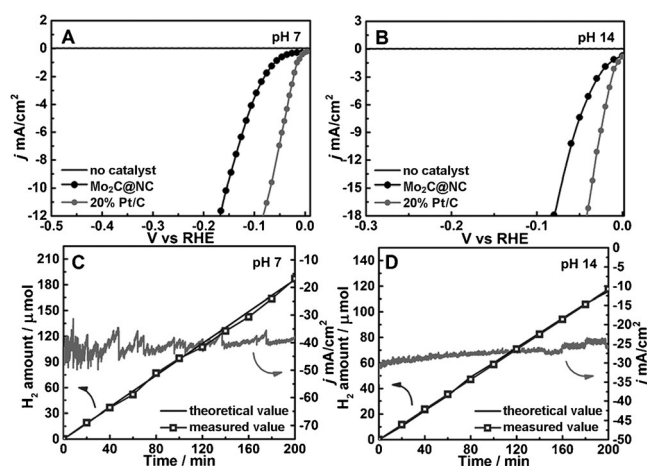 A
pH 7
0
-2
-4
-6
-8
-10
-12
j mA/cm²
no catalyst
Mo₂C@NC
20% Pt/C
-0.5 -0.4 -0.3 -0.2 -0.1 0.0
V vs RHE
B
pH 14
0
-3
-6
-9
-12
-15
-18
j mA/cm²
no catalyst
Mo₂C@NC
20% Pt/C
-0.3 -0.2 -0.1 0.0
V vs RHE
C
pH 7
210
180
150
120
90
60
30
0
H₂ amount / μmol
-10
-20
-30
-40
-50
-60
-70
j mA/cm²
theoretical value
measured value
0 40 80 120 160 200
Time / min
D
pH 14
140
120
100
80
60
40
20
0
H₂ amount / μmol
0
-5
-10
-15
-20
-25
-30
-35
-40
-45
-50
j mA/cm²
theoretical value
measured value
0 40 80 120 160 200
Time / min